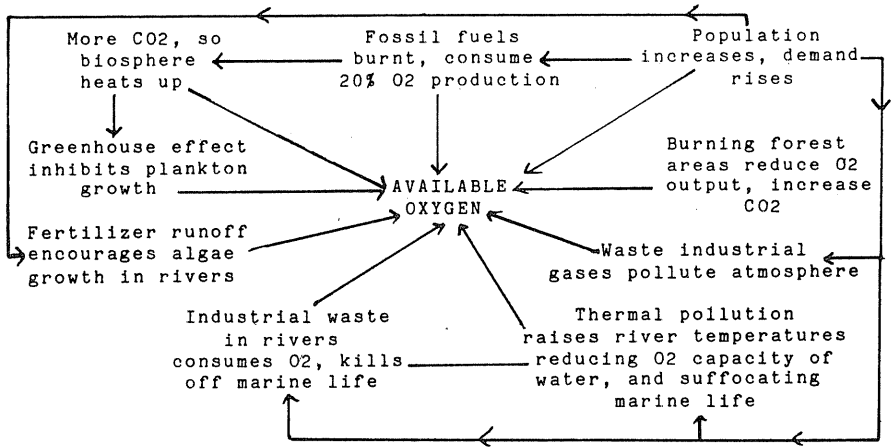 More CO2, so
biosphere
heats up
Fossil fuels
burnt, consume
20% O2 production
Population
increases, demand
rises
Greenhouse effect
inhibits plankton
growth
Burning forest
areas reduce O2
output, increase
CO2
AVAILABLE
OXYGEN
Fertilizer runoff
encourages algae
growth in rivers
Waste industrial
gases pollute atmosphere
Industrial waste
in rivers
consumes O2, kills
off marine life
Thermal pollution
raises river temperatures
reducing O2 capacity of
water, and suffocating
marine life